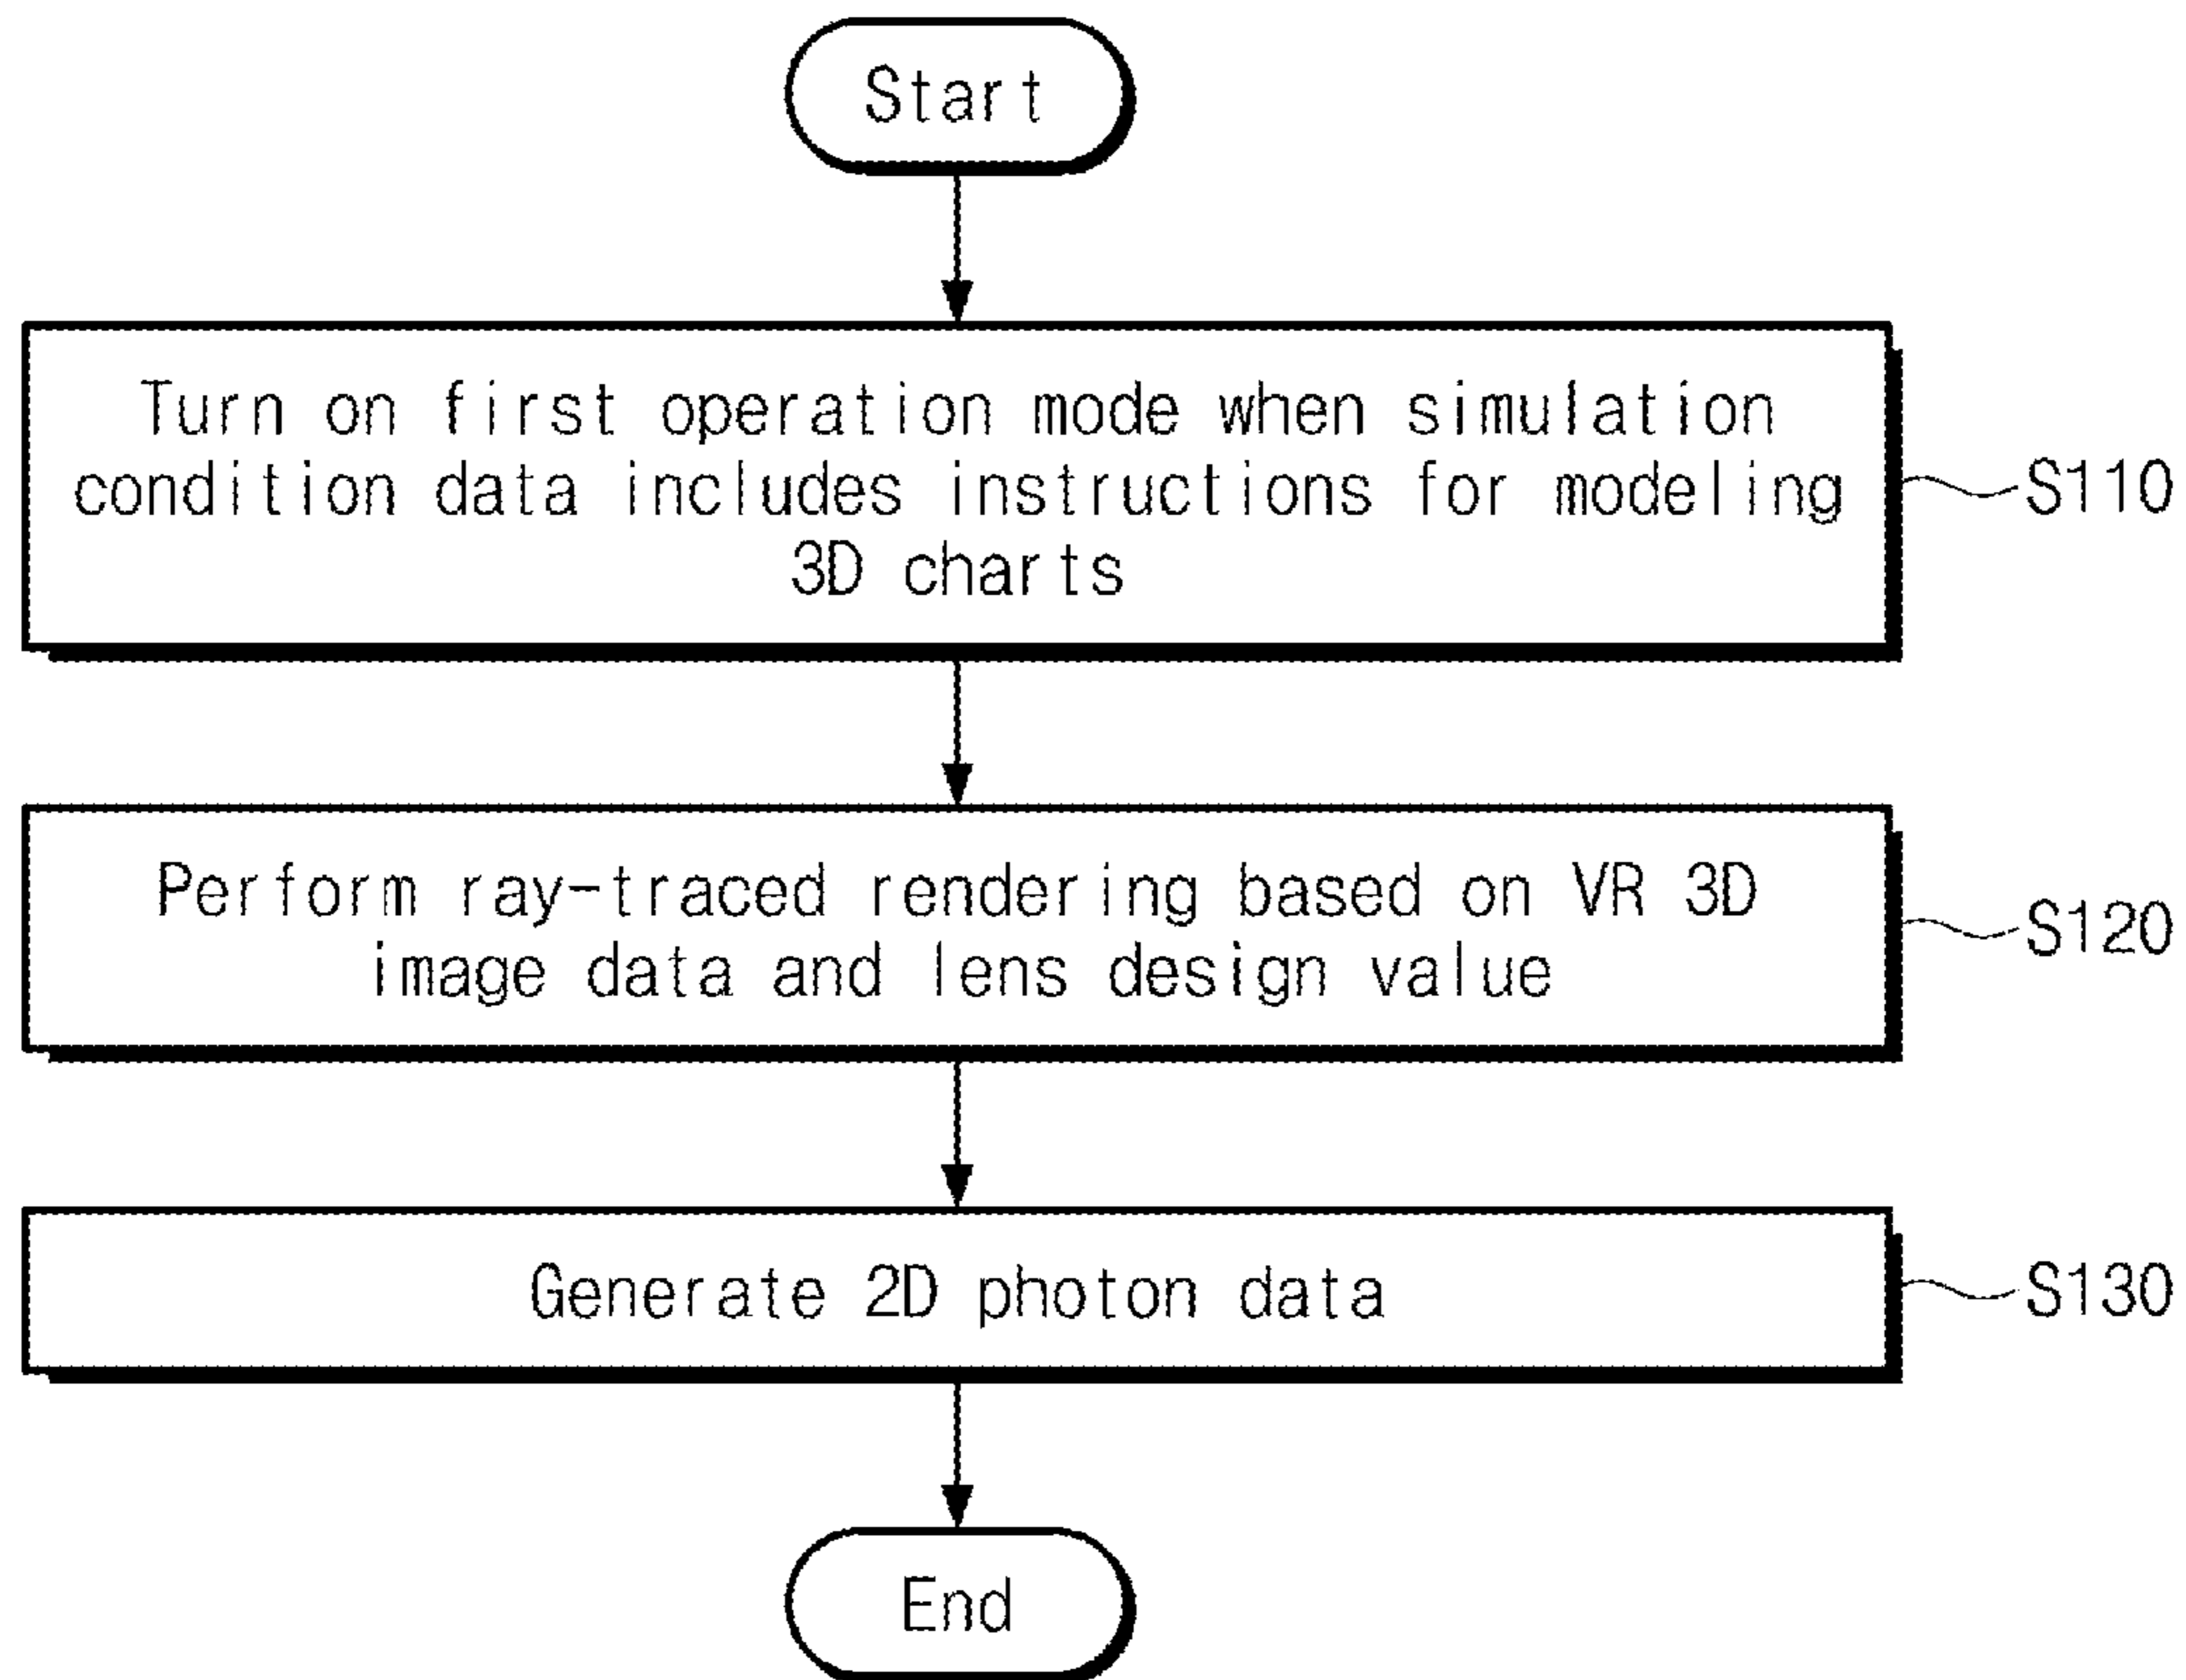 Start
Turn on first operation mode when simulation
condition data includes instructions for modeling
3D charts
S110
Perform ray-traced rendering based on VR 3D
image data and lens design value
S120
Generate 2D photon data
S130
End